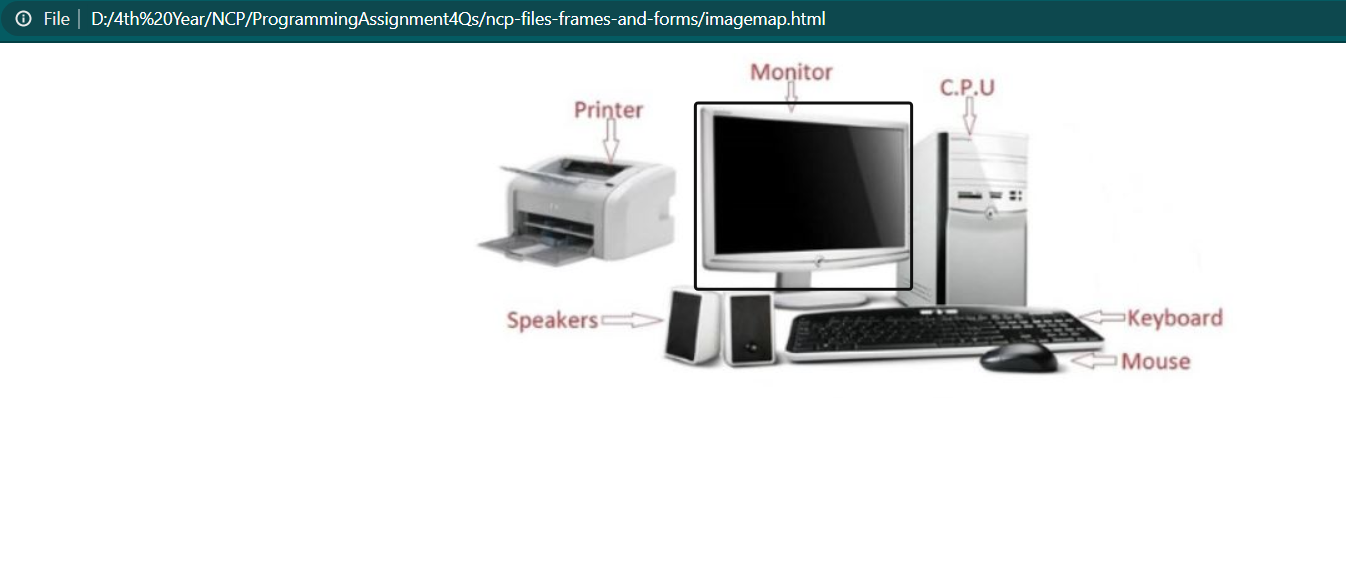 File D:/4th%20Year/NCP/ProgrammingAssignment4Qs/ncp-files-frames-and-forms/imagemap.html
Monitor
C.P.U
Printer
Speakers
Keyboard
Mouse